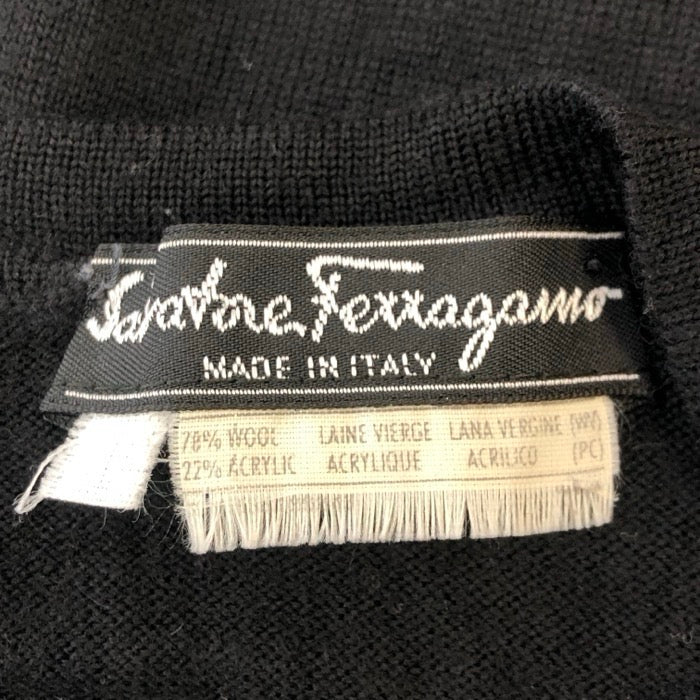 Salvatore Ferragamo
MADE IN ITALY
78% WOOL LAINE VIERGE LANA VERGINE (WV)
22% ACRYLIC ACRYLIQUE ACRILICO (PC)